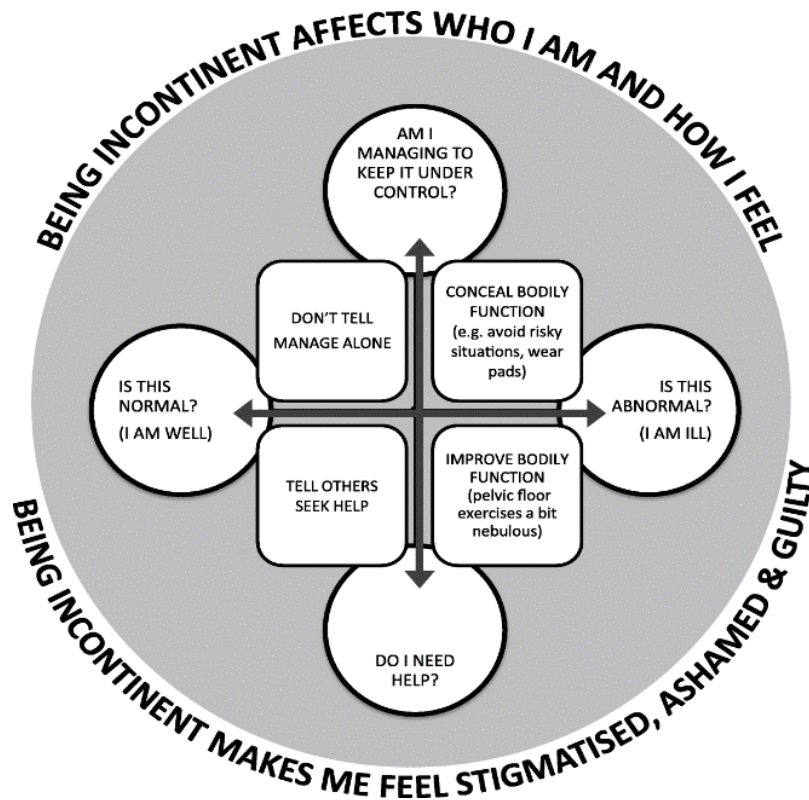 BEING INCONTINENT AFFECTS WHO I AM AND HOW I FEEL
AM I
MANAGING TO
KEEP IT UNDER
CONTROL?
DON'T TELL
MANAGE ALONE
CONCEAL BODILY
FUNCTION
(e.g. avoid risky
situations, wear
pads)
IS THIS
NORMAL?
(I AM WELL)
IS THIS
ABNORMAL?
(I AM ILL)
TELL OTHERS
SEEK HELP
IMPROVE BODILY
FUNCTION
(pelvic floor
exercises a bit
nebulous)
DO I NEED
HELP?
BEING INCONTINENT MAKES ME FEEL STIGMATISED, ASHAMED & GUILTY